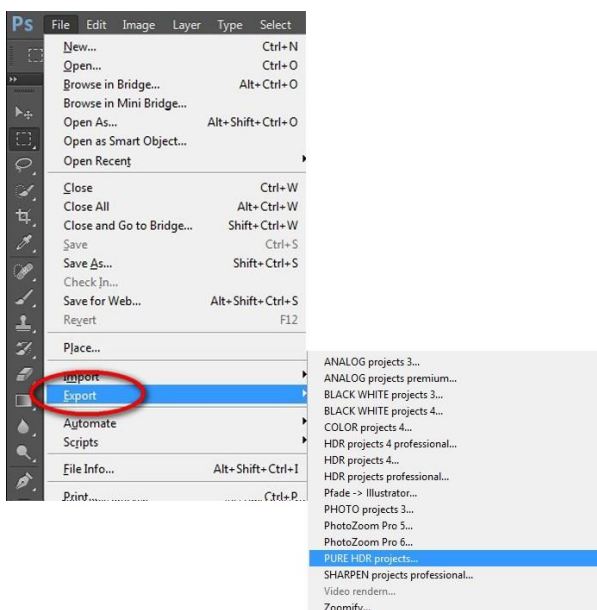 Ps File Edit Image Layer Type Select
New... Ctrl+N
Open... Ctrl+O
Browse in Bridge... Alt+Ctrl+O
Browse in Mini Bridge...
Open As... Alt+Shift+Ctrl+O
Open as Smart Object...
Open Recent
Close Ctrl+W
Close All Alt+Ctrl+W
Close and Go to Bridge... Shift+Ctrl+W
Save Ctrl+S
Save As... Shift+Ctrl+S
Check In...
Save for Web... Alt+Shift+Ctrl+S
Revert F12
Place...
Import
Export
Automate
Scripts
File Info... Alt+Shift+Ctrl+I
Print... Ctrl+P
ANALOG projects 3...
ANALOG projects premium...
BLACK WHITE projects 3...
BLACK WHITE projects 4...
COLOR projects 4...
HDR projects 4 professional...
HDR projects 4...
HDR projects professional...
Pfade -> Illustrator...
PHOTO projects 3...
PhotoZoom Pro 5...
PhotoZoom Pro 6...
PURE HDR projects...
SHARPEN projects professional...
Video rendern...
Zoomify...